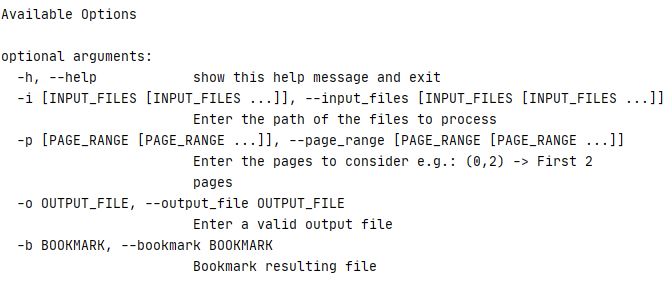 Available Options
optional arguments:
-h, --help show this help message and exit
-i [INPUT_FILES [INPUT_FILES ...]], --input_files [INPUT_FILES [INPUT_FILES ...]]
Enter the path of the files to process
-p [PAGE_RANGE [PAGE_RANGE ...]], --page_range [PAGE_RANGE [PAGE_RANGE ...]]
Enter the pages to consider e.g.: (0,2) -> First 2
pages
-o OUTPUT_FILE, --output_file OUTPUT_FILE
Enter a valid output file
-b BOOKMARK, --bookmark BOOKMARK
Bookmark resulting file